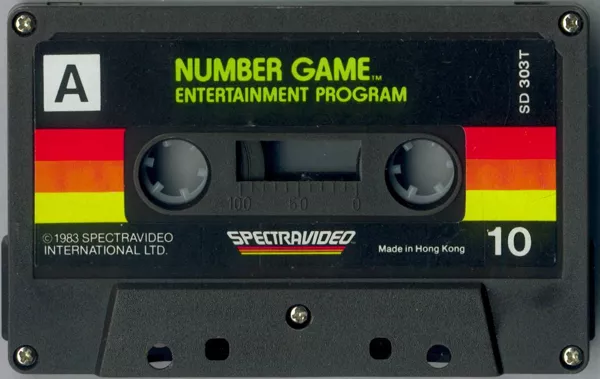 A
NUMBER GAME™
ENTERTAINMENT PROGRAM
SD 303T
100 50 0
©1983 SPECTRAVIDEO
INTERNATIONAL LTD.
SPECTRAVIDEO
Made in Hong Kong
10